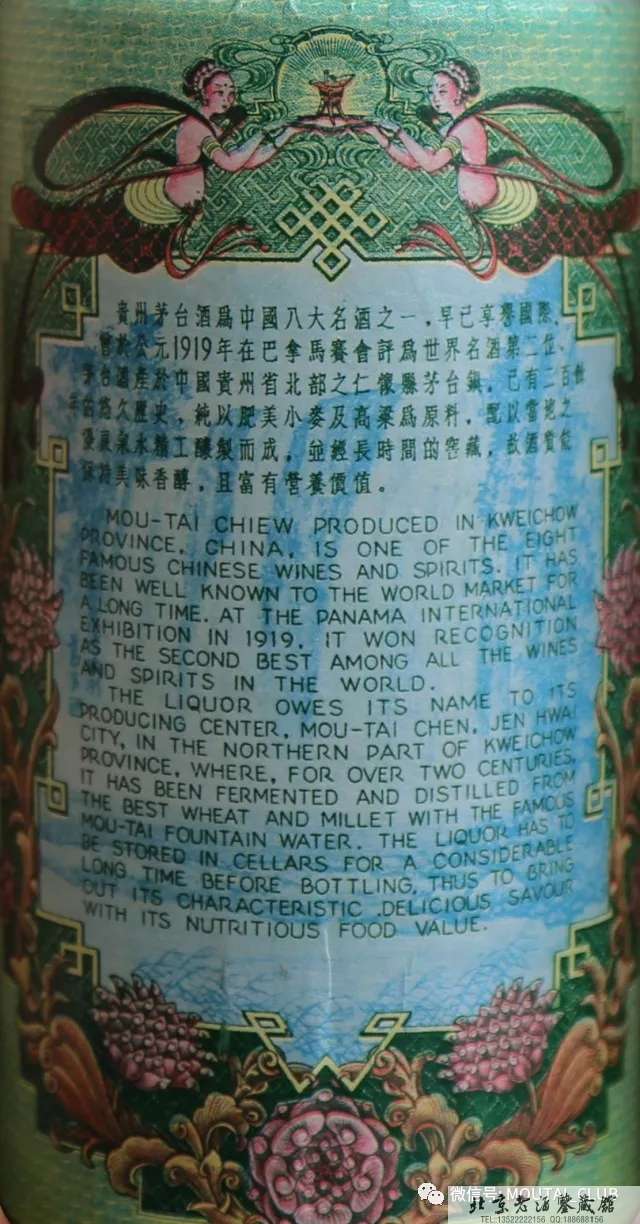 貴州茅台酒爲中國八大名酒之一，早已享譽國際，
曾於公元1919年在巴拿馬賽會評爲世界名酒第二位、
茅台酒產於中國貴州省北部之仁懷縣茅台鎮，已有二百餘
年的悠久歷史，純以肥美小麥及高粱爲原料，配以當地之
優良泉水精工釀製而成，並經長時間的窖藏，故酒質能
保持美味香醇，且富有營養價值。
MOU-TAI CHIEW PRODUCED IN KWEICHOW
PROVINCE, CHINA, IS ONE OF THE EIGHT
FAMOUS CHINESE WINES AND SPIRITS. IT HAS
BEEN WELL KNOWN TO THE WORLD MARKET FOR
A LONG TIME. AT THE PANAMA INTERNATIONAL
EXHIBITION IN 1919, IT WON RECOGNITION
AS THE SECOND BEST AMONG ALL THE WINES
AND SPIRITS IN THE WORLD.
THE LIQUOR OWES ITS NAME TO ITS
PRODUCING CENTER, MOU-TAI CHEN, JEN HWAI
CITY, IN THE NORTHERN PART OF KWEICHOW
PROVINCE, WHERE, FOR OVER TWO CENTURIES,
IT HAS BEEN FERMENTED AND DISTILLED FROM
THE BEST WHEAT AND MILLET WITH THE FAMOUS
MOU-TAI FOUNTAIN WATER. THE LIQUOR HAS TO
BE STORED IN CELLARS FOR A CONSIDERABLE
LONG TIME BEFORE BOTTLING, THUS TO BRING
OUT ITS CHARACTERISTIC .DELICIOUS SAVOUR
WITH ITS NUTRITIOUS FOOD VALUE.
微信号: MOUTAI_CLUB
北京老酒鑒藏館
TEL:13522222156 QQ:188688156